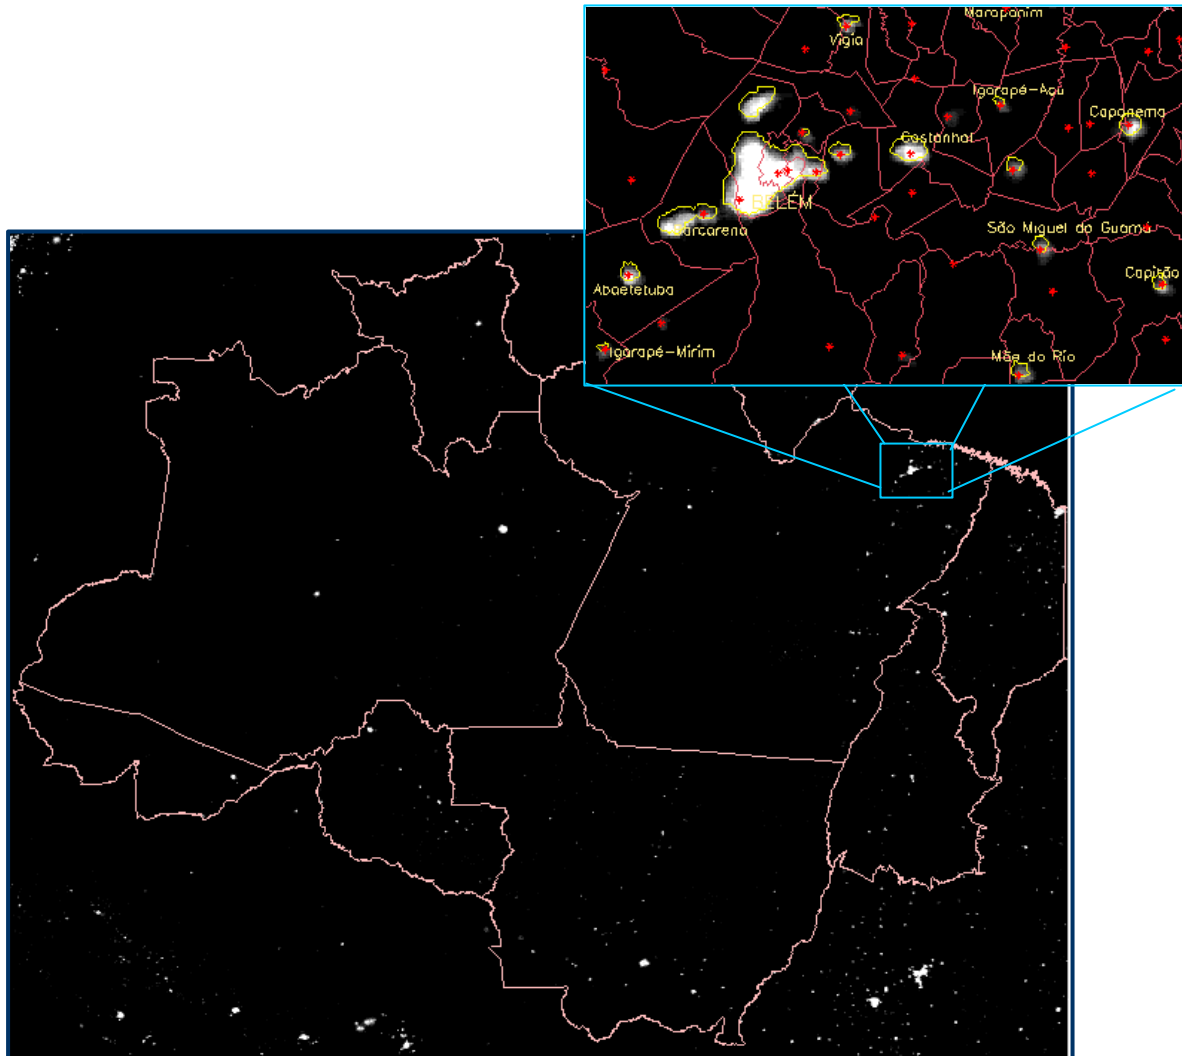 Marapanim
Vigia
Igarapé-Açu
Capanema
Castanhal
BELÉM
Barcarena
São Miguel do Guamá
Capitão
Abaetetuba
Igarapé-Mirim
Mãe do Rio